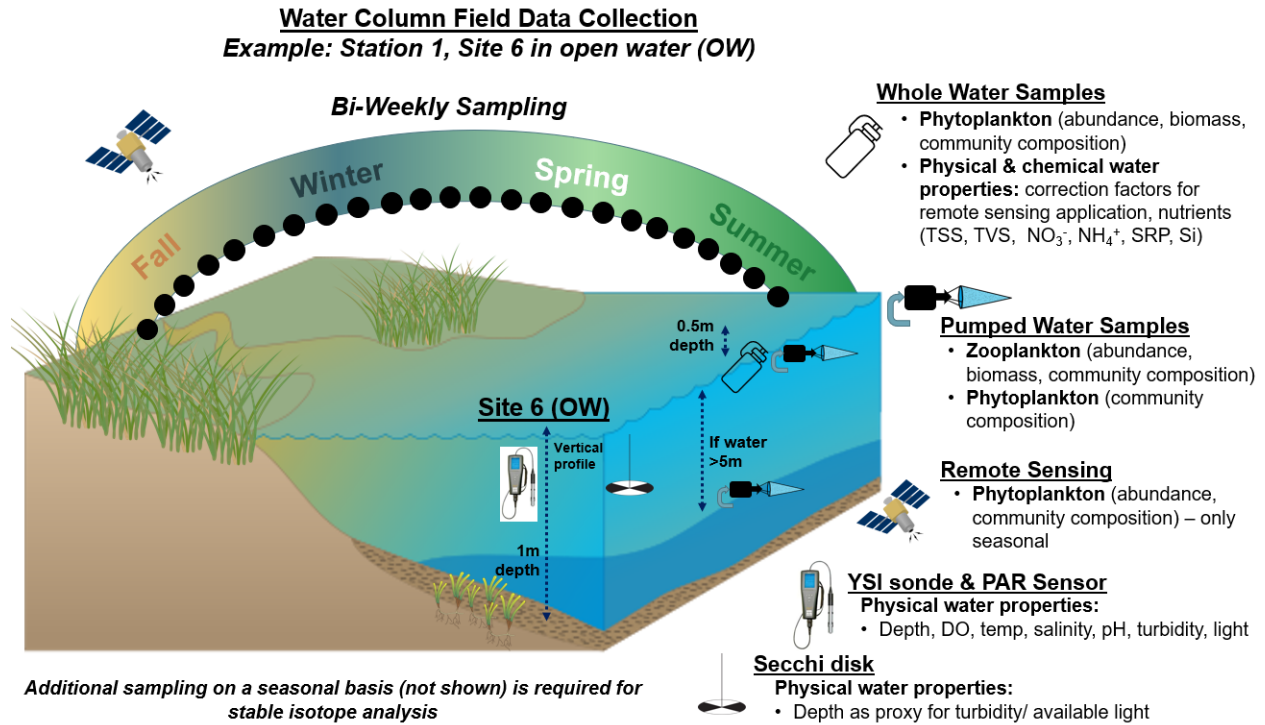 Water Column Field Data Collection
Example: Station 1, Site 6 in open water (OW)
Bi-Weekly Sampling
Fall
Winter
Spring
Summer
0.5m
depth
Site 6 (OW)
Vertical
profile
If water
>5m
1m
depth
Additional sampling on a seasonal basis (not shown) is required for
stable isotope analysis
Whole Water Samples
• Phytoplankton (abundance, biomass,
community composition)
• Physical & chemical water
properties: correction factors for
remote sensing application, nutrients
(TSS, TVS, NO₃⁻, NH₄⁺, SRP, Si)
Pumped Water Samples
• Zooplankton (abundance,
biomass, community composition)
• Phytoplankton (community
composition)
Remote Sensing
• Phytoplankton (abundance,
community composition) – only
seasonal
YSI sonde & PAR Sensor
Physical water properties:
• Depth, DO, temp, salinity, pH, turbidity, light
Secchi disk
Physical water properties:
• Depth as proxy for turbidity/ available light